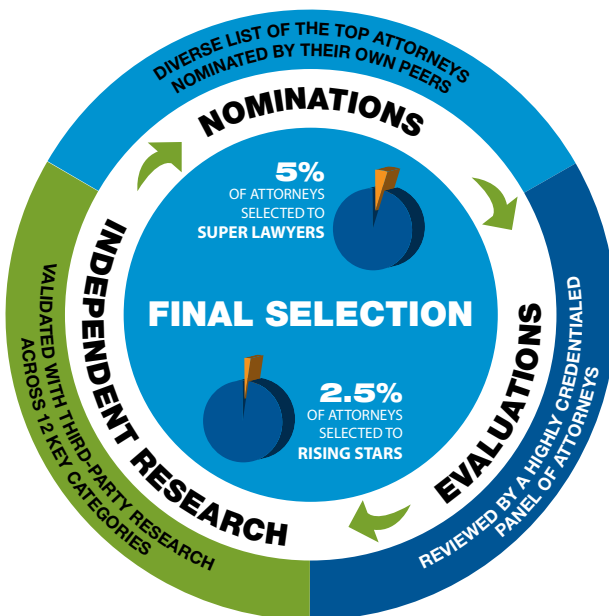 DIVERSE LIST OF THE TOP ATTORNEYS
NOMINATED BY THEIR OWN PEERS
NOMINATIONS
5%
OF ATTORNEYS
SELECTED TO
SUPER LAWYERS
FINAL SELECTION
2.5%
OF ATTORNEYS
SELECTED TO
RISING STARS
EVALUATIONS
REVIEWED BY A HIGHLY CREDENTIALED
PANEL OF ATTORNEYS
INDEPENDENT RESEARCH
VALIDATED WITH THIRD-PARTY RESEARCH
ACROSS 12 KEY CATEGORIES